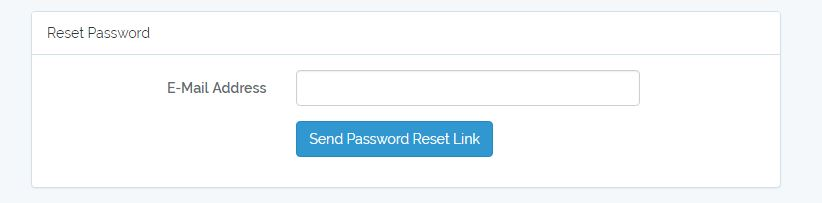 Reset Password
E-Mail Address
Send Password Reset Link